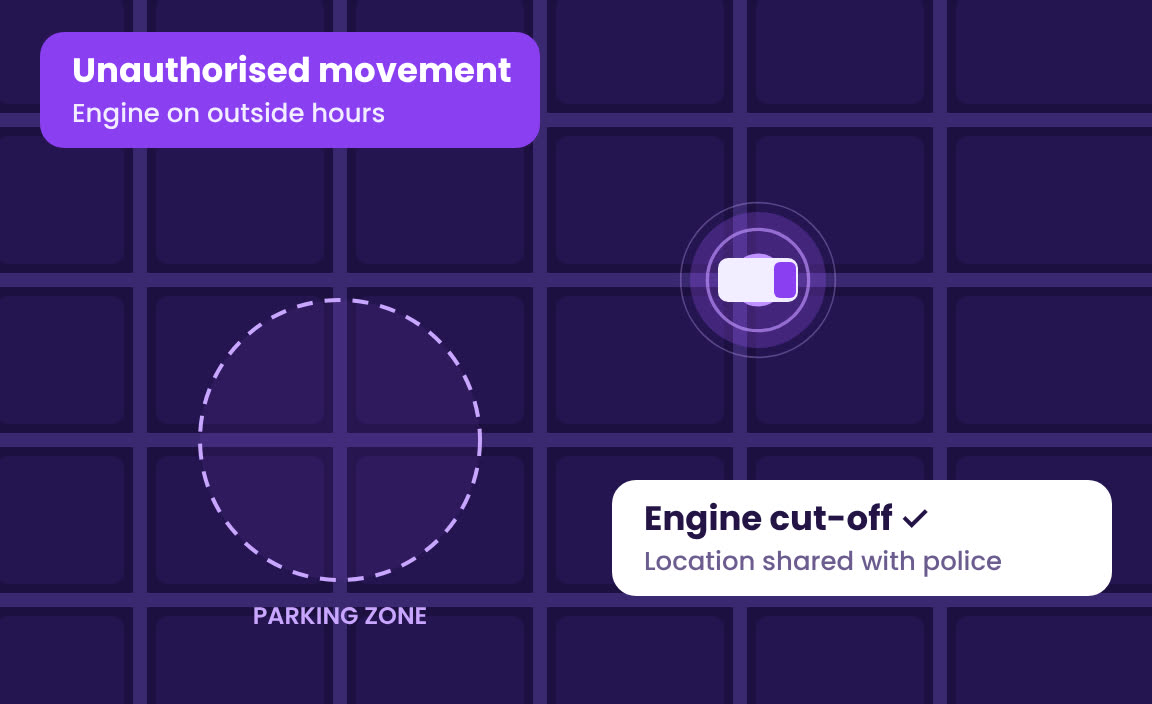 Unauthorised movement
Engine on outside hours
Engine cut-off ✓
Location shared with police
PARKING ZONE